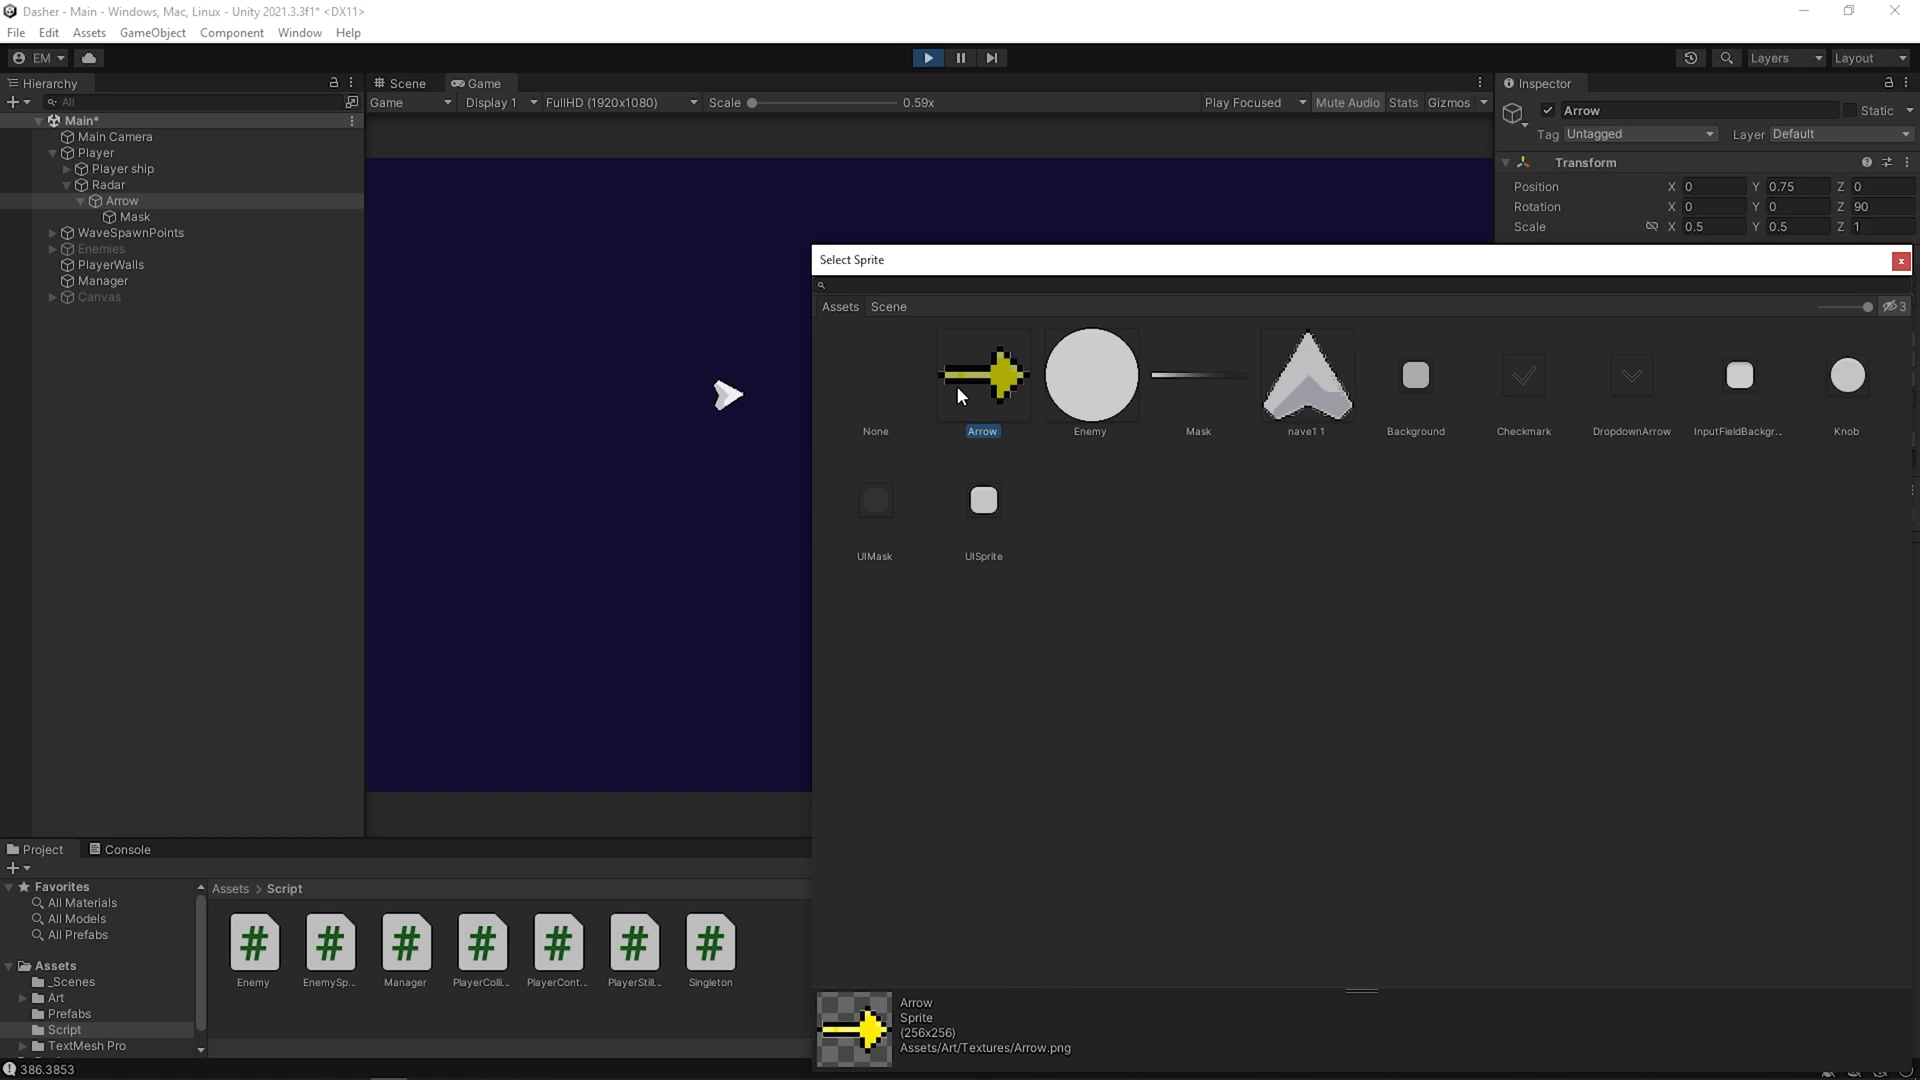 Dasher - Main - Windows, Mac, Linux - Unity 2021.3.3f1* <DX11>
File Edit Assets GameObject Component Window Help
EM
Layers
Layout
Hierarchy
All
Main*
Main Camera
Player
Player ship
Radar
Arrow
Mask
WaveSpawnPoints
Enemies
PlayerWalls
Manager
Canvas
Scene
Game
Game
Display 1
FullHD (1920x1080)
Scale
0.59x
Play Focused
Mute Audio
Stats
Gizmos
Inspector
Arrow
Static
Tag Untagged
Layer Default
Transform
Position X 0 Y 0.75 Z 0
Rotation X 0 Y 0 Z 90
Scale X 0.5 Y 0.5 Z 1
Select Sprite
x
Assets Scene
3
None
Arrow
Enemy
Mask
nave1 1
Background
Checkmark
DropdownArrow
InputFieldBackgr...
Knob
UIMask
UISprite
Arrow
Sprite
(256x256)
Assets/Art/Textures/Arrow.png
Project
Console
Favorites
All Materials
All Models
All Prefabs
Assets
_Scenes
Art
Prefabs
Script
TextMesh Pro
Assets > Script
Enemy
EnemySp...
Manager
PlayerColli...
PlayerCont...
PlayerStill...
Singleton
386.3853